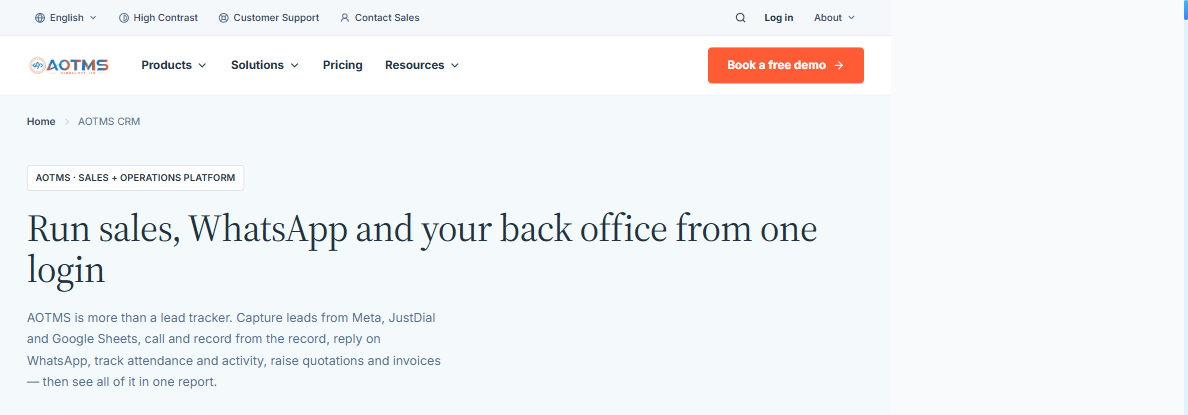 English
High Contrast
Customer Support
Contact Sales
Log in
About
AOTMS
Products
Solutions
Pricing
Resources
Book a free demo
Home
AOTMS CRM
AOTMS · SALES + OPERATIONS PLATFORM
Run sales, WhatsApp and your back office from one
login
AOTMS is more than a lead tracker. Capture leads from Meta, JustDial
and Google Sheets, call and record from the record, reply on
WhatsApp, track attendance and activity, raise quotations and invoices
— then see all of it in one report.